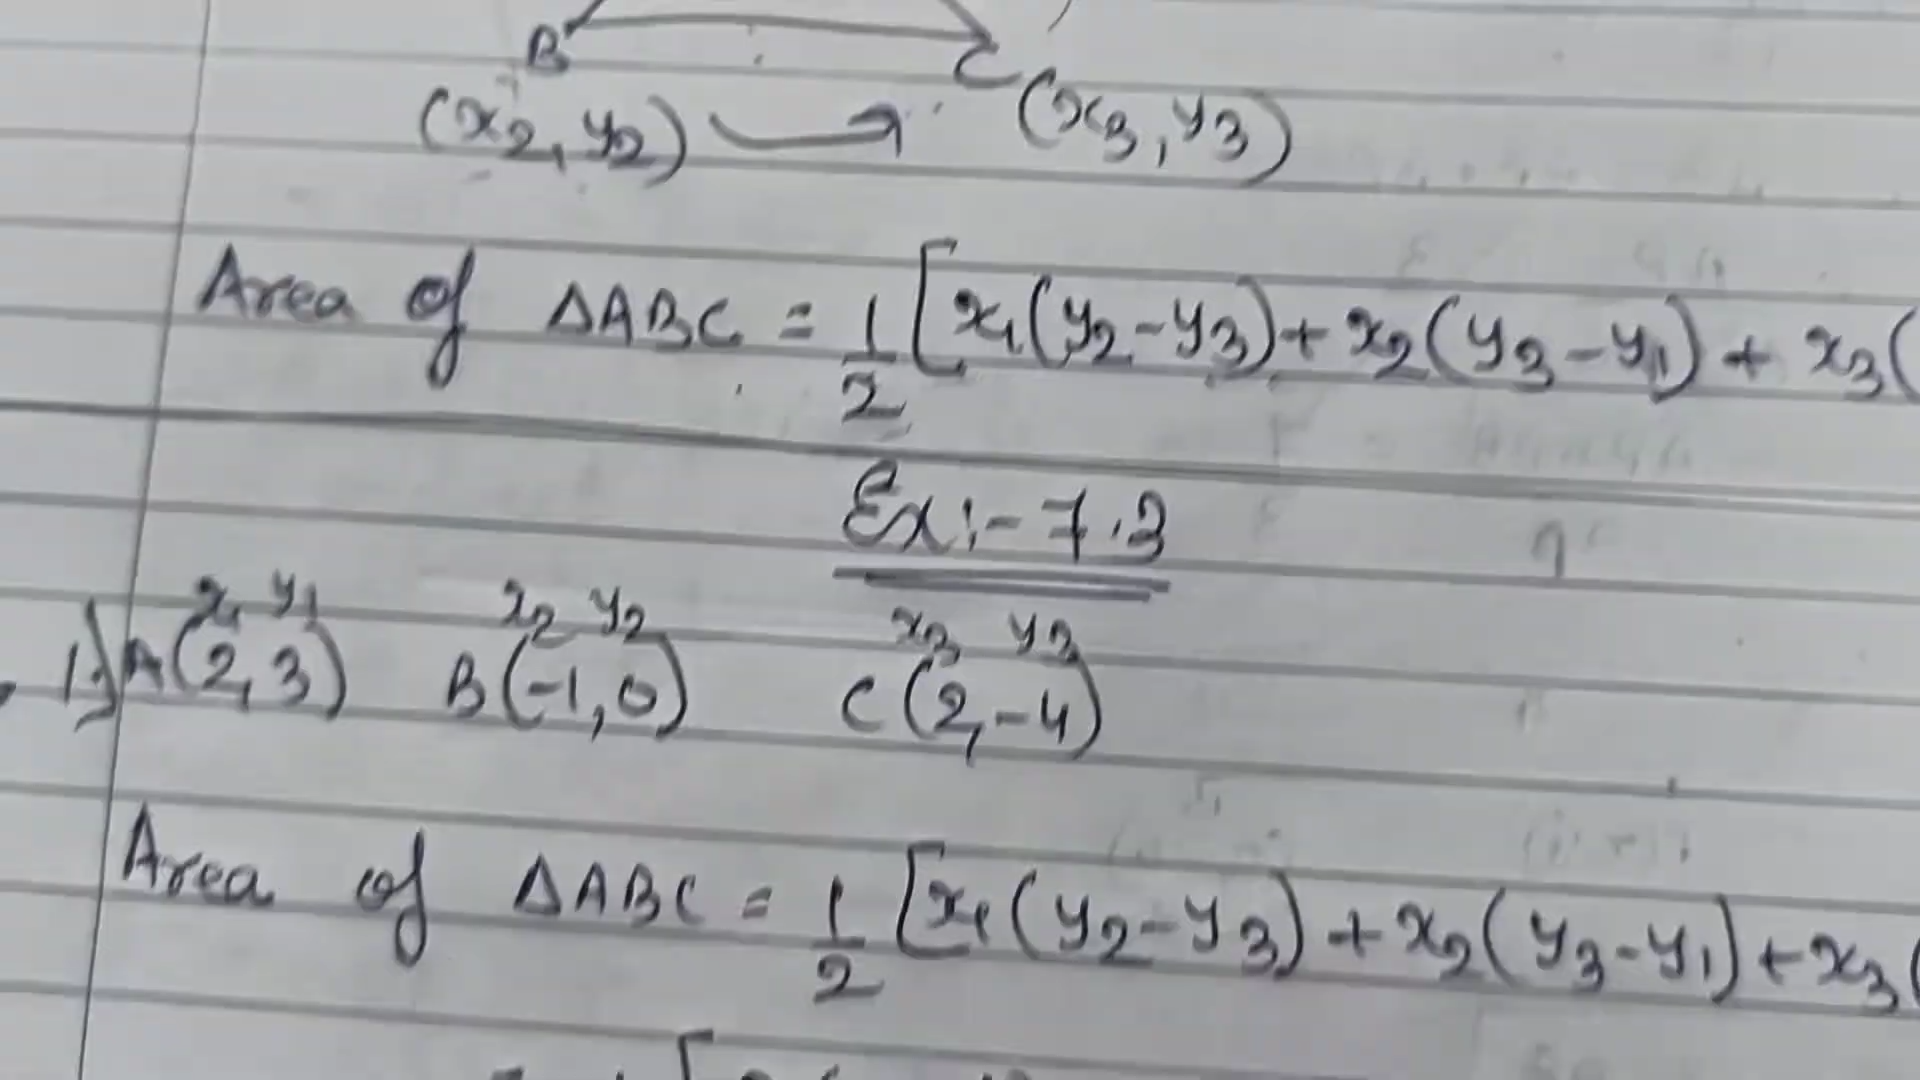 B C
(x2, y2) (x3, y3)
Area of ΔABC = 1/2 [x1(y2-y3)+ x2(y3-y1) + x3(
Ex:- 7.3
x1 y1 x2 y2 x3 y3
1.) A(2,3) B(-1,0) C(2,-4)
Area of ΔABC = 1/2 [x1(y2-y3) + x2(y3-y1) + x3(